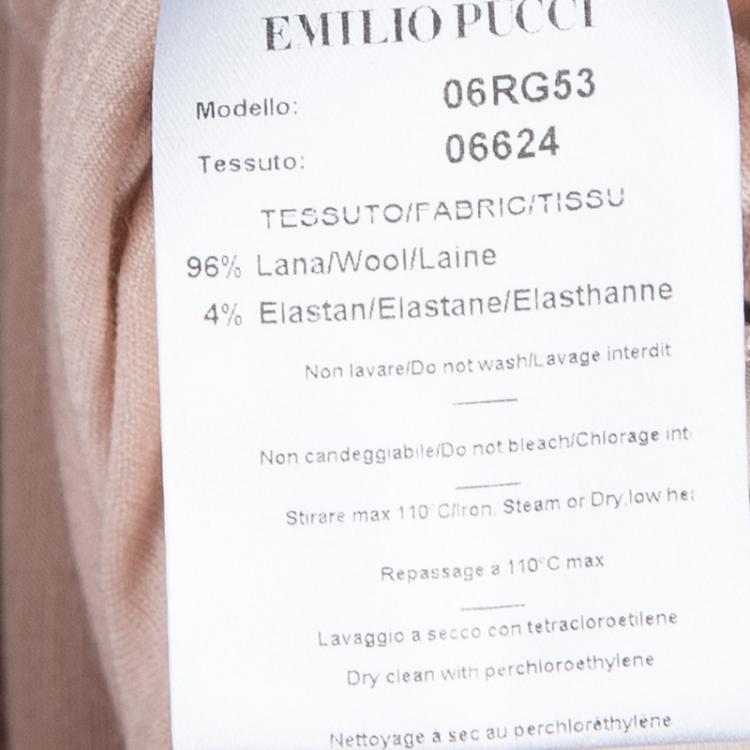 EMILIO PUCCI
Modello: 06RG53
Tessuto: 06624
TESSUTO/FABRIC/TISSU
96% Lana/Wool/Laine
4% Elastan/Elastane/Elasthanne
Non lavare/Do not wash/Lavage interdit
Non candeggiabile/Do not bleach/Chlorage
Stirare max 110°C/Iron. Steam or Dry,low
Repassage a 110°C max
Lavaggio a secco con tetracloroetilene
Dry clean with perchloroethylene
Nettoyage à sec au perchloréthylène